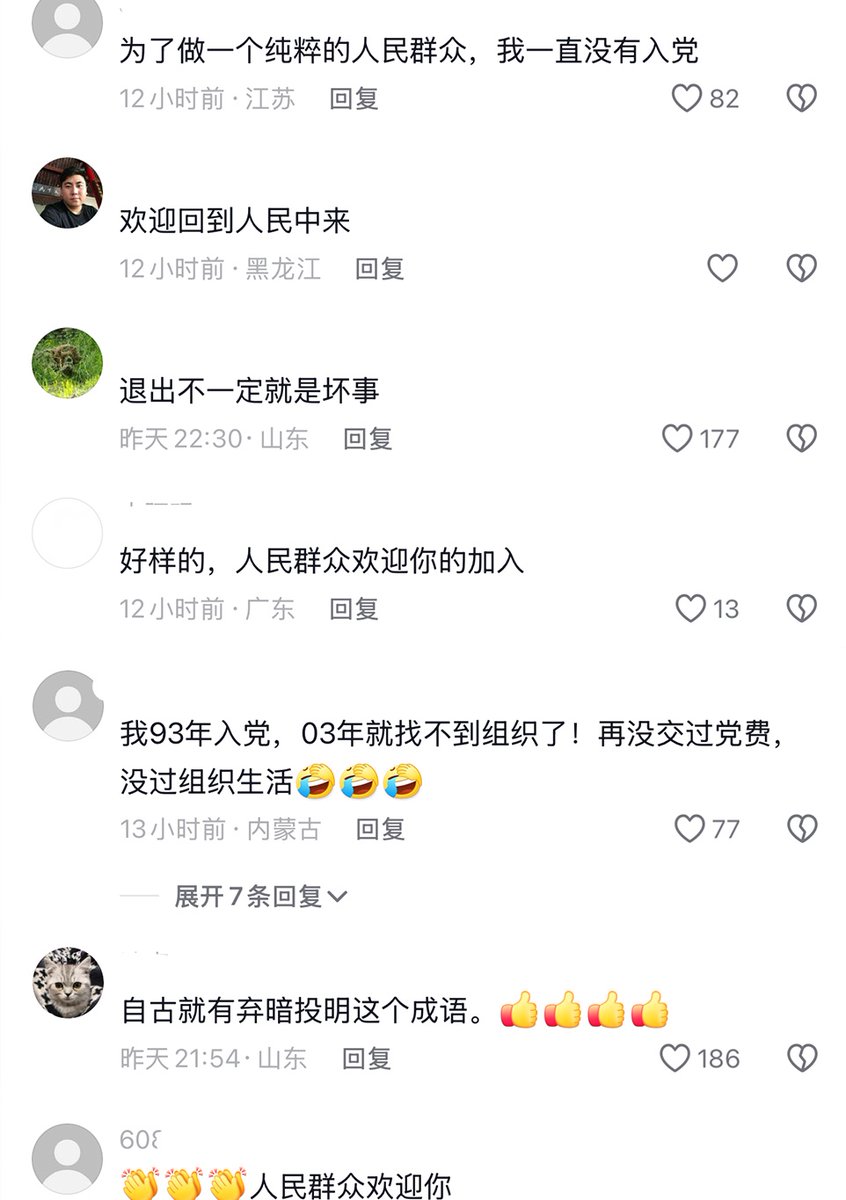 为了做一个纯粹的人民群众，我一直没有入党
12小时前·江苏 回复 82
欢迎回到人民中来
12小时前·黑龙江 回复
退出不一定就是坏事
昨天22:30·山东 回复 177
好样的，人民群众欢迎你的加入
12小时前·广东 回复 13
我93年入党，03年就找不到组织了！再没交过党费，
没过组织生活🤣🤣🤣
13小时前·内蒙古 回复 77
展开7条回复
自古就有弃暗投明这个成语。👍👍👍👍
昨天21:54·山东 回复 186
60
👏👏👏人民群众欢迎你